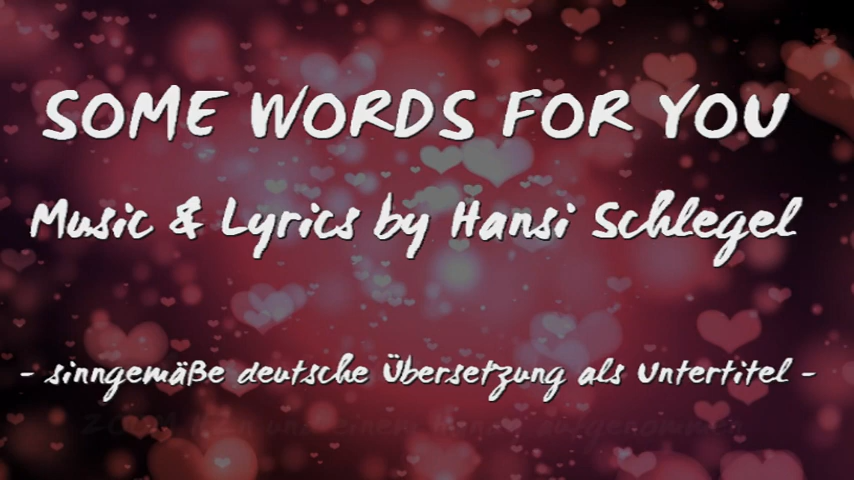 SOME WORDS FOR YOU
Music & Lyrics by Hansi Schlegel
- sinngemäße deutsche Übersetzung als Untertitel -